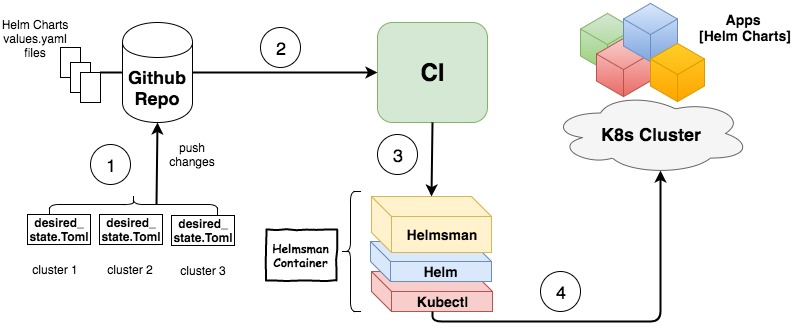 Helm Charts
values.yaml
files
Github
Repo
2
CI
Apps
[Helm Charts]
K8s Cluster
1
push
changes
3
desired_
state.Toml
desired_
state.Toml
desired_
state.Toml
cluster 1
cluster 2
cluster 3
Helmsman
Container
Helmsman
Helm
Kubectl
4